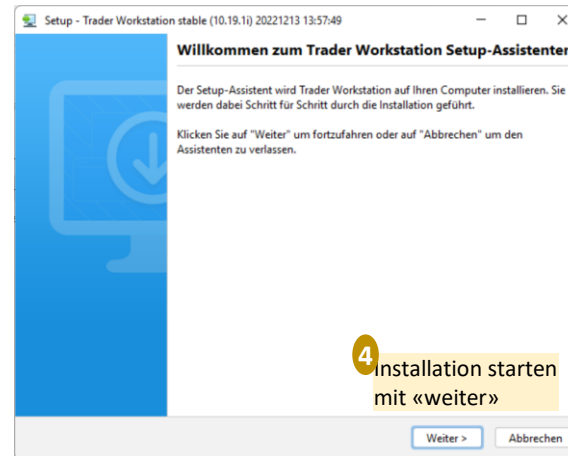 Setup - Trader Workstation stable (10.19.1i) 20221213 13:57:49
Willkommen zum Trader Workstation Setup-Assistenten
Der Setup-Assistent wird Trader Workstation auf Ihren Computer installieren. Sie
werden dabei Schritt für Schritt durch die Installation geführt.
Klicken Sie auf "Weiter" um fortzufahren oder auf "Abbrechen" um den
Assistenten zu verlassen.
4
Installation starten
mit «weiter»
Weiter >
Abbrechen